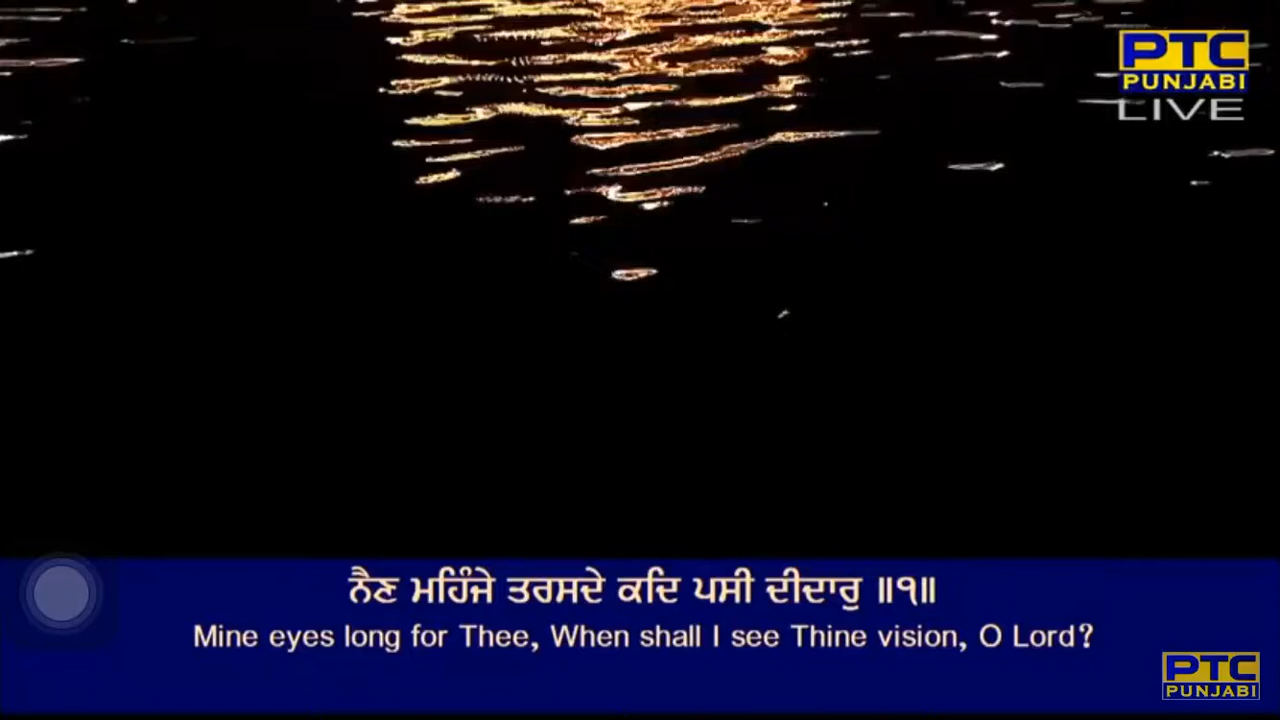 PTC
PUNJABI
LIVE
ਨੈਣ ਮਹਿੰਜੇ ਤਰਸਦੇ ਕਦਿ ਪਸੀ ਦੀਦਾਰੁ ॥੧॥
Mine eyes long for Thee, When shall I see Thine vision, O Lord?
PTC
PUNJABI